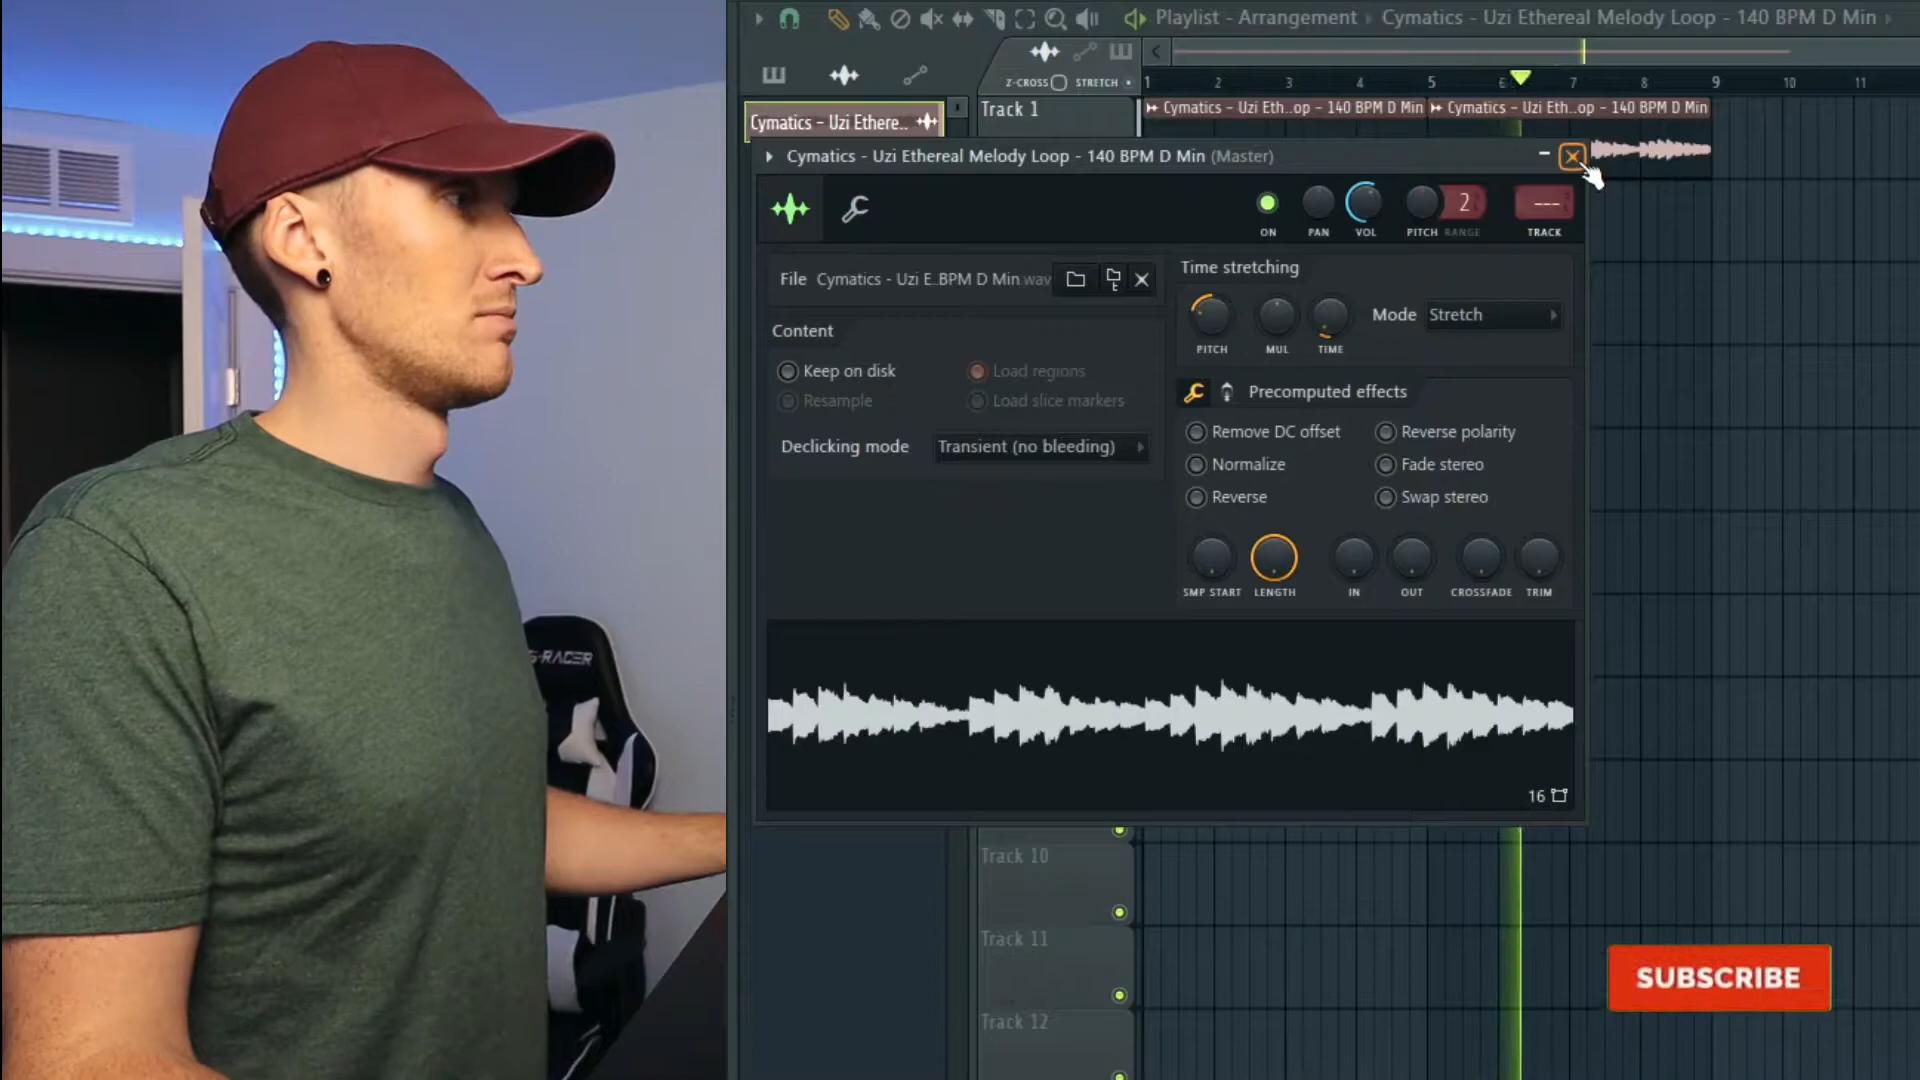 Playlist - Arrangement › Cymatics - Uzi Ethereal Melody Loop - 140 BPM D Min
Z-CROSS STRETCH
1 2 3 4 5 6 7 8 9 10 11
Cymatics - Uzi Ethere..
Track 1
Cymatics - Uzi Eth..op - 140 BPM D Min
Cymatics - Uzi Eth..op - 140 BPM D Min
Cymatics - Uzi Ethereal Melody Loop - 140 BPM D Min (Master)
2
---
ON PAN VOL PITCH RANGE TRACK
File Cymatics - Uzi E..BPM D Min.wav
Time stretching
Mode Stretch
PITCH MUL TIME
Content
Keep on disk
Load regions
Resample
Load slice markers
Declicking mode Transient (no bleeding)
Precomputed effects
Remove DC offset
Reverse polarity
Normalize
Fade stereo
Reverse
Swap stereo
SMP START LENGTH IN OUT CROSSFADE TRIM
16
Track 10
Track 11
Track 12
SUBSCRIBE